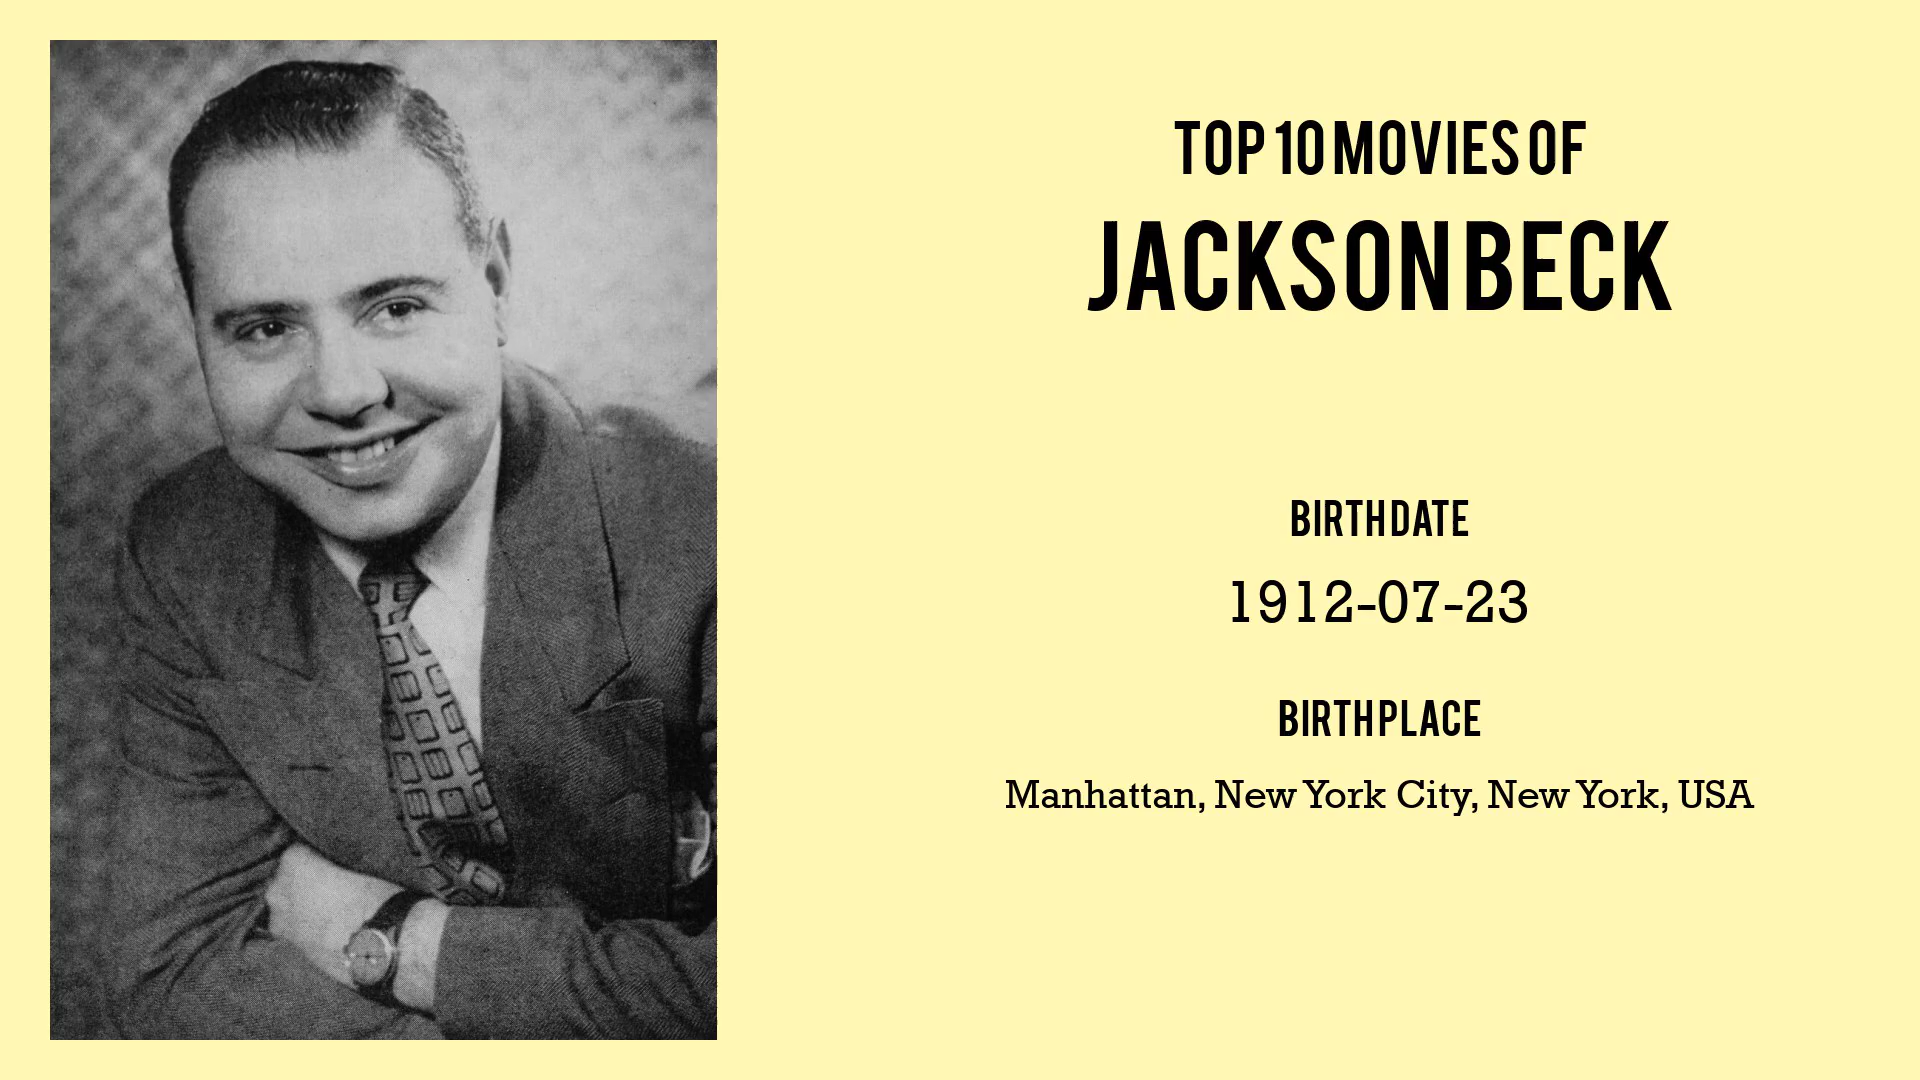 TOP 10 MOVIES OF
JACKSON BECK
BIRTHDATE
1912-07-23
BIRTHPLACE
Manhattan, New York City, New York, USA